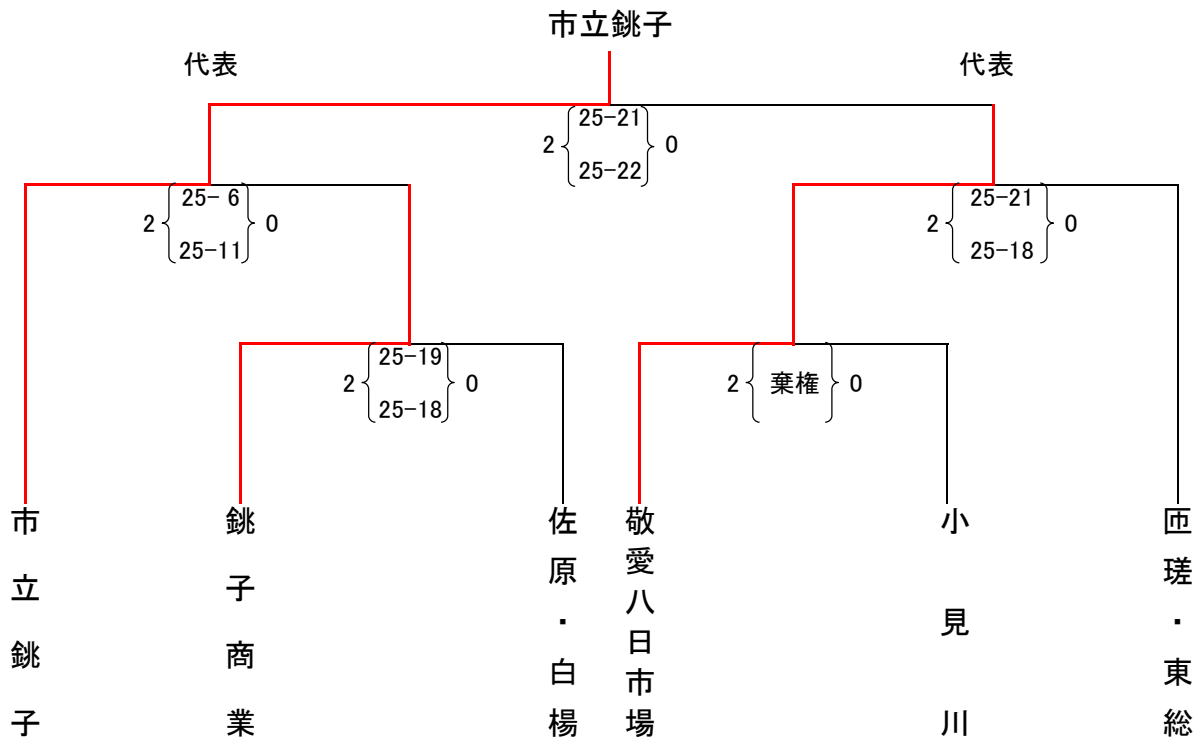 市立銚子
代表
代表
25-21
2 0
25-22
25- 6
2 0
25-11
25-21
2 0
25-18
25-19
2 0
25-18
2 棄権 0
市立銚子
銚子商業
佐原・白楊
敬愛八日市場
小見川
匝瑳・東総